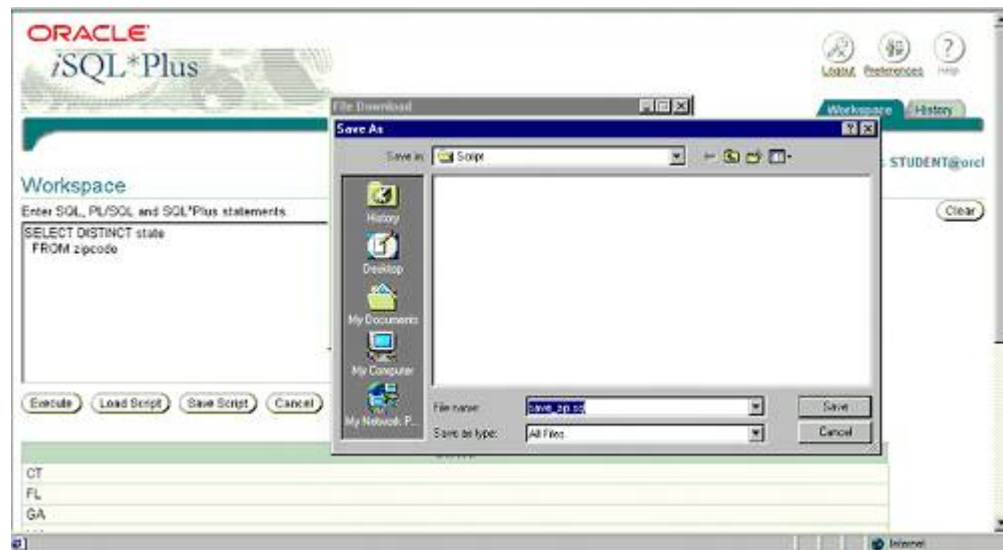 ORACLE
iSQL*Plus
Logout Preferences Help
Workspace History
File Download
Save As
STUDENT@orcl
Save in: Script
Workspace
Enter SQL, PL/SQL and SQL*Plus statements.
Clear
SELECT DISTINCT state
FROM zipcode
History
Desktop
My Documents
My Computer
My Network P...
Execute Load Script Save Script Cancel
File name:
Save
Save as type: All Files
Cancel
CT
FL
GA
Internet